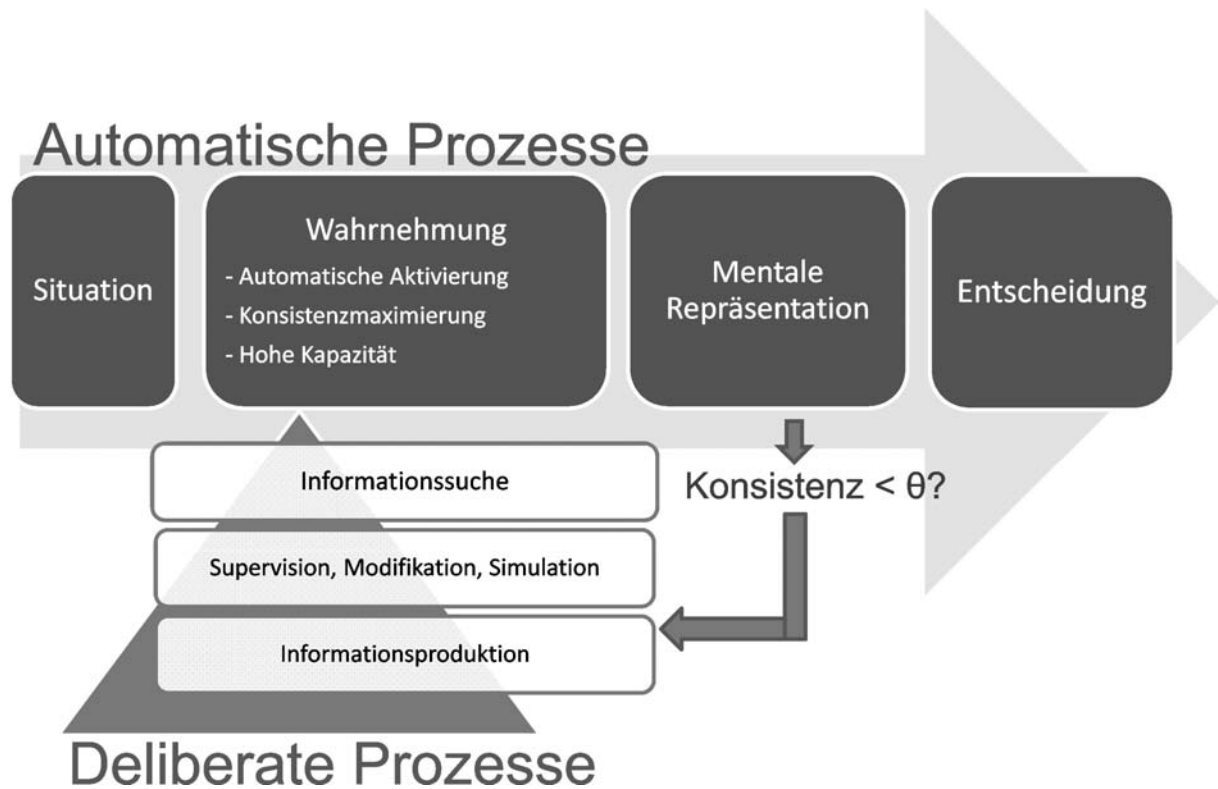 Automatische Prozesse
Situation
Wahrnehmung
- Automatische Aktivierung
- Konsistenzmaximierung
- Hohe Kapazität
Mentale
Repräsentation
Entscheidung
Informationssuche
Supervision, Modifikation, Simulation
Informationsproduktion
Konsistenz < θ?
Deliberate Prozesse